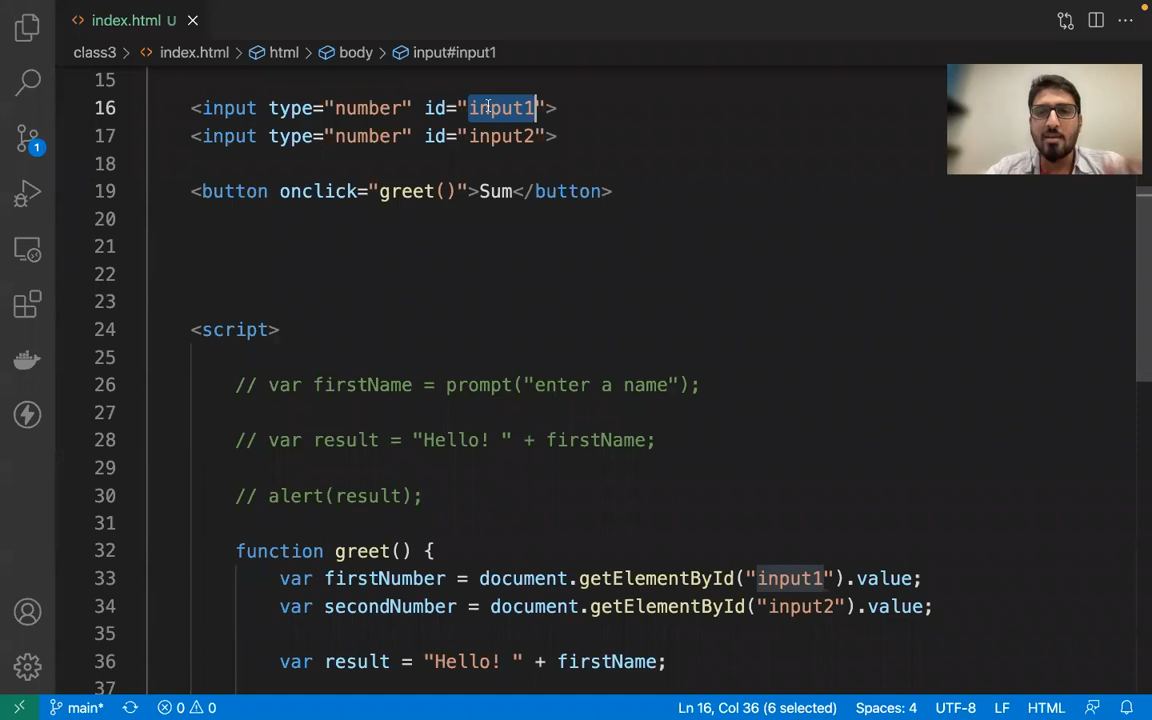 index.html U
class3 > index.html > html > body > input#input1
15
16 <input type="number" id="input1">
17 <input type="number" id="input2">
18
19 <button onclick="greet()">Sum</button>
20
21
22
23
24 <script>
25
26 // var firstName = prompt("enter a name");
27
28 // var result = "Hello! " + firstName;
29
30 // alert(result);
31
32 function greet() {
33 var firstNumber = document.getElementById("input1").value;
34 var secondNumber = document.getElementById("input2").value;
35
36 var result = "Hello! " + firstName;
37
1
main* 0 0 Ln 16, Col 36 (6 selected) Spaces: 4 UTF-8 LF HTML